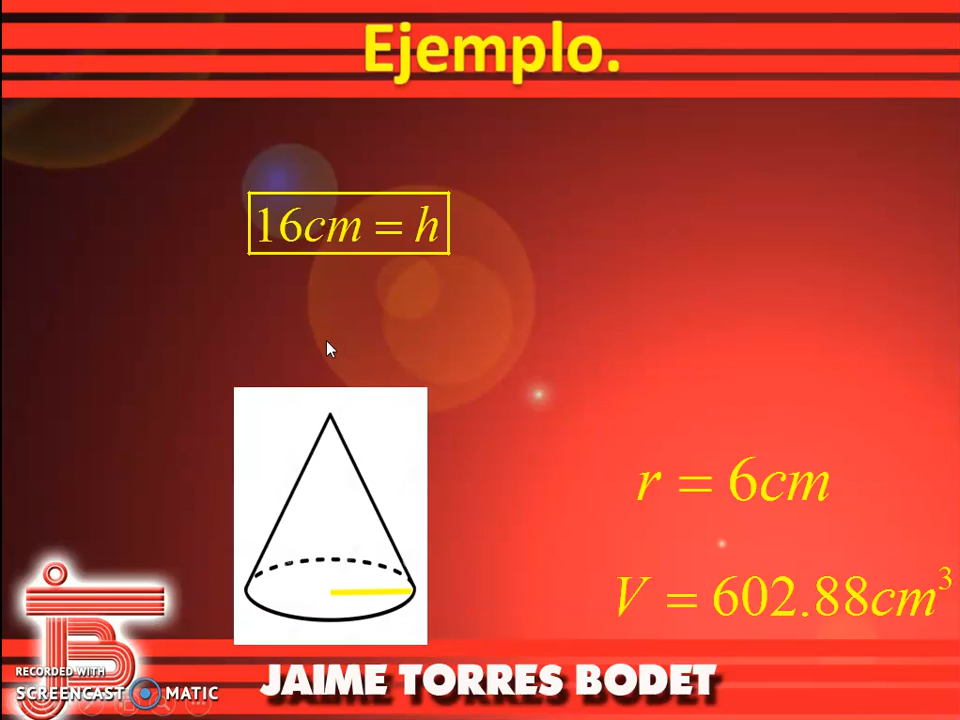 Ejemplo.
16cm = h
r = 6cm
V = 602.88cm³
JAIME TORRES BODET
RECORDED WITH
SCREENCAST MATIC